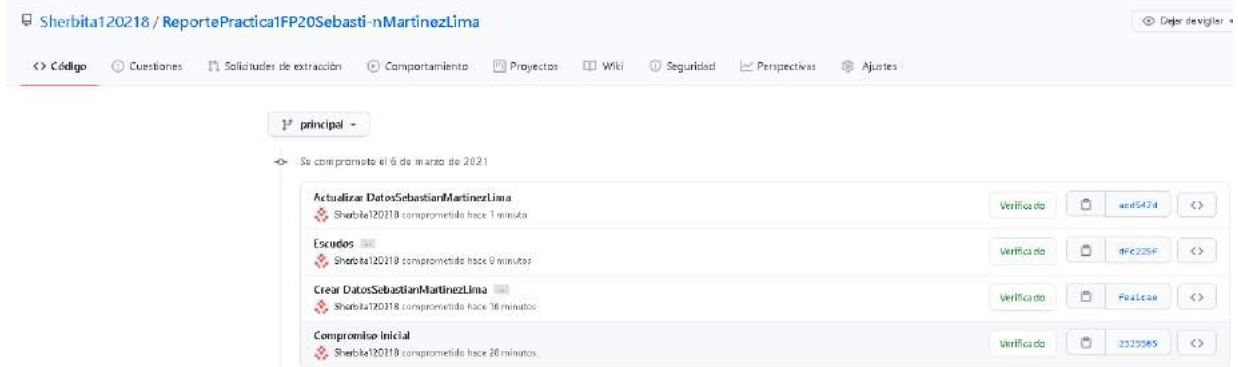 Sherbita120218 / ReportePractica1FP20Sebasti-nMartinezLima
Dejar de vigilar
<> Código Cuestiones Solicitudes de extracción Comportamiento Proyectos Wiki Seguridad Perspectivas Ajustes
principal
Se compromete el 6 de marzo de 2021
Actualizar DatosSebastianMartinezLima
Sherbita120218 comprometido hace 1 minuto
Verificado acd547d <>
Escudos ...
Sherbita120218 comprometido hace 9 minutos
Verificado dfc225f <>
Crear DatosSebastianMartinezLima ...
Sherbita120218 comprometido hace 16 minutos
Verificado fea1cae <>
Compromiso inicial
Sherbita120218 comprometido hace 28 minutos
Verificado <>